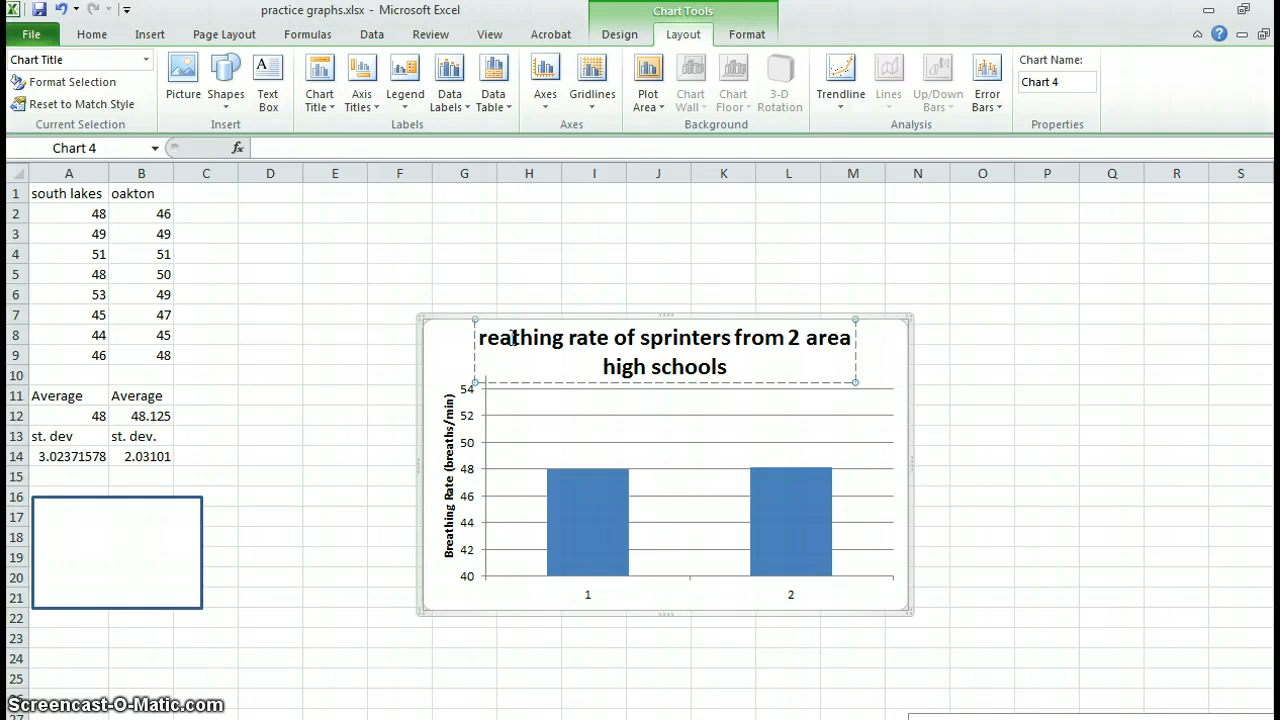 practice graphs.xlsx - Microsoft Excel
Chart Tools
File Home Insert Page Layout Formulas Data Review View Acrobat Design Layout Format
Chart Title
Format Selection
Reset to Match Style
Current Selection
Picture
Shapes
Text Box
Insert
Chart Title
Axis Titles
Legend
Data Labels
Data Table
Labels
Axes
Gridlines
Axes
Plot Area
Chart Wall
Chart Floor
3-D Rotation
Background
Trendline
Lines
Up/Down Bars
Error Bars
Analysis
Chart Name:
Chart 4
Properties
Chart 4
fx
A B C D E F G H I J K L M N O P Q R S
1 south lakes oakton
2 48 46
3 49 49
4 51 51
5 48 50
6 53 49
7 45 47
8 44 45
9 46 48
10
11 Average Average
12 48 48.125
13 st. dev st. dev.
14 3.02371578 2.03101
15
16
17
18
19
20
21
22
23
24
25
reathing rate of sprinters from 2 area
high schools
Breathing Rate (breaths/min)
54
52
50
48
46
44
42
40
1 2
Screencast-O-Matic.com